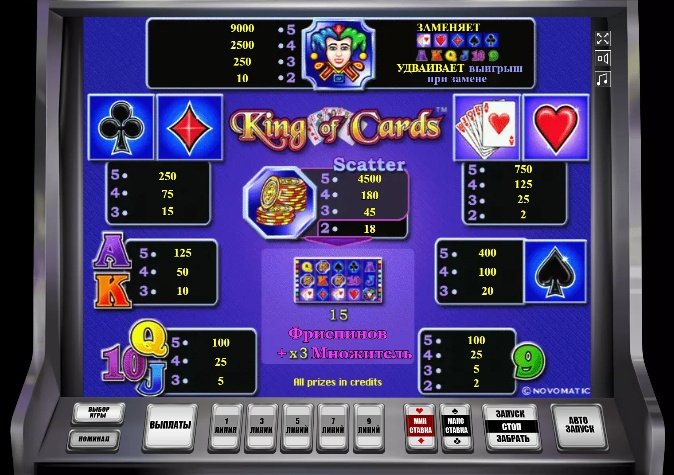 9000 5
2500 4
250 3
10 2
ЗАМЕНЯЕТ
A K Q J 10 9
УДВАИВАЕТ выигрыш
при замене
King of Cards™
Scatter
5 250
4 75
3 15
5 4500
4 180
3 45
2 18
5 750
4 125
3 25
2 2
A K
5 125
4 50
3 10
5 400
4 100
3 20
15
Фриспинов
+x3 Множитель
All prizes in credits
Q 10 J
5 100
4 25
3 5
5 100
4 25
3 5
2 2
9
© NOVOMATIC
ВЫБОР
ИГРЫ
НОМИНАЛ
ВЫПЛАТЫ
1
ЛИНИЯ
3
ЛИНИИ
5
ЛИНИЙ
7
ЛИНИЙ
9
ЛИНИЙ
МИН
СТАВКА
МАКС
СТАВКА
ЗАПУСК
СТОП
ЗАБРАТЬ
АВТО
ЗАПУСК